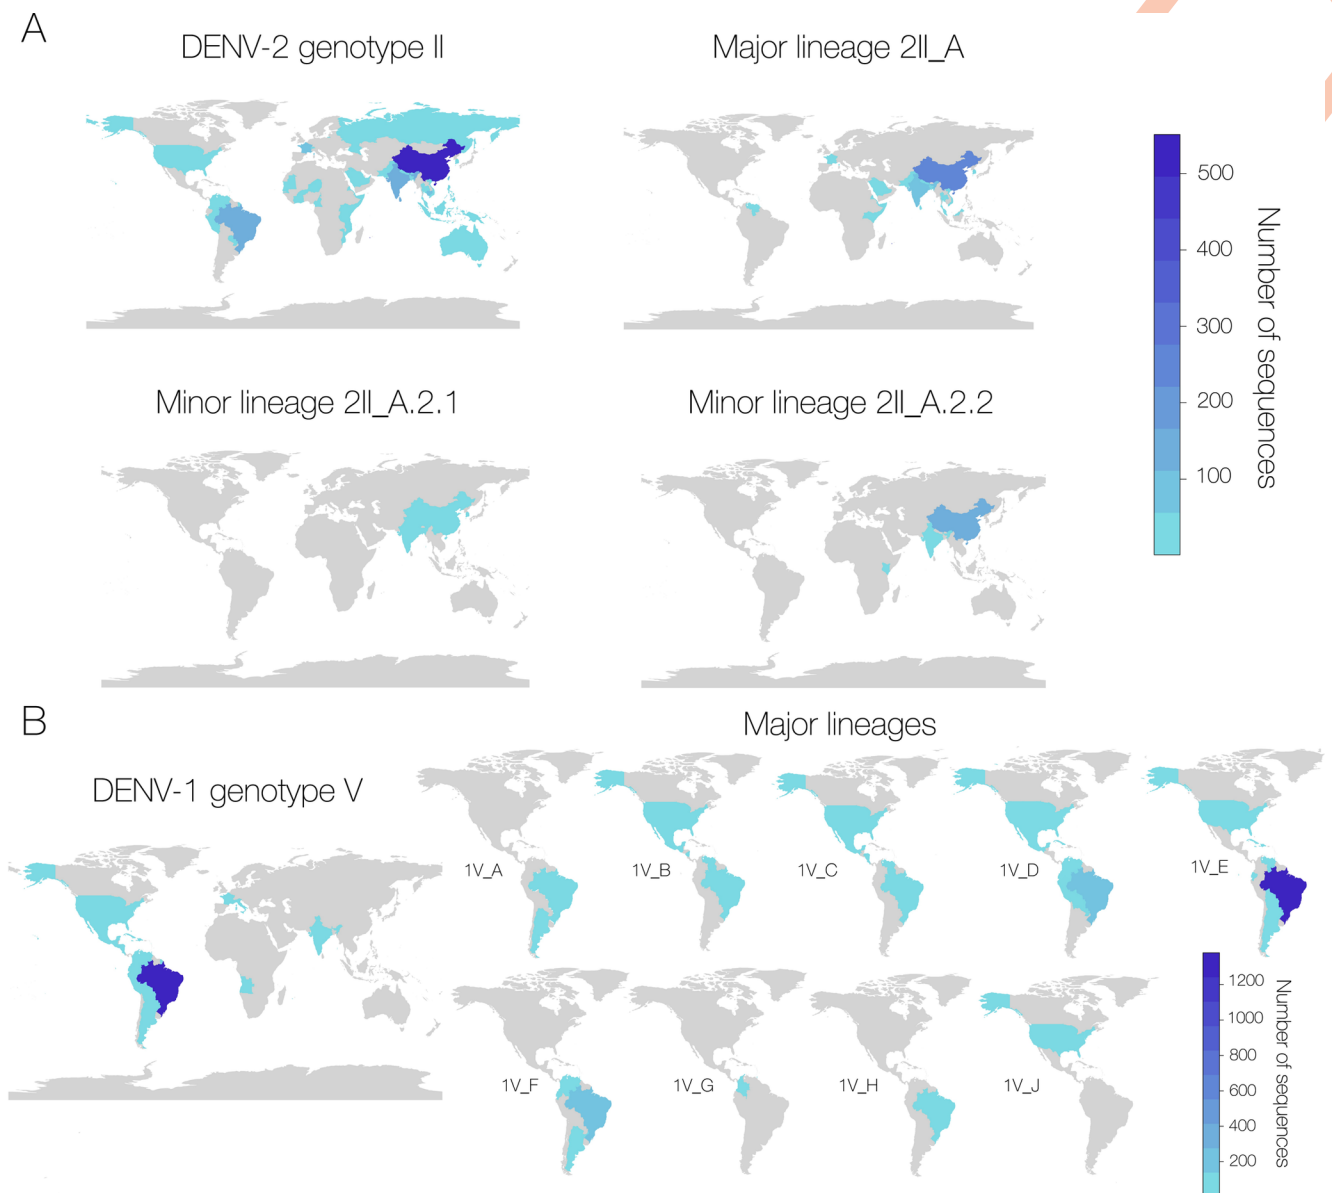 A
DENV-2 genotype II
Major lineage 2II_A
500
400
300
200
100
Number of sequences
Minor lineage 2II_A.2.1
Minor lineage 2II_A.2.2
B
Major lineages
DENV-1 genotype V
1V_A
1V_B
1V_C
1V_D
1V_E
1V_F
1V_G
1V_H
1V_J
1200
1000
800
600
400
200
Number of sequences